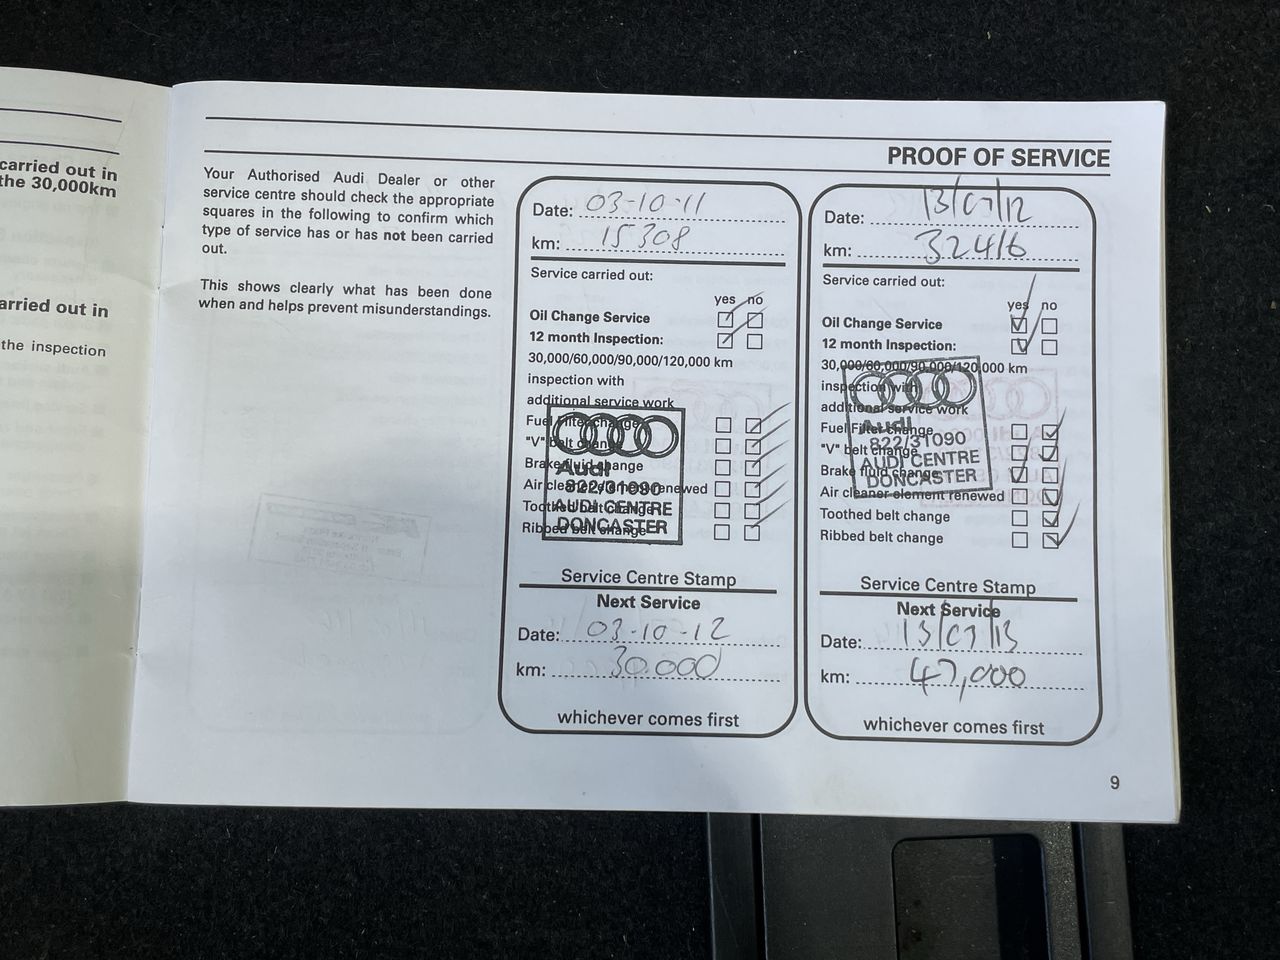 carried out in
the 30,000km
arried out in
the inspection
PROOF OF SERVICE
Your Authorised Audi Dealer or other
service centre should check the appropriate
squares in the following to confirm which
type of service has or has not been carried
out.
This shows clearly what has been done
when and helps prevent misunderstandings.
Date: 03-10-11
km: 15308
Service carried out:
yes no
Oil Change Service
12 month Inspection:
30,000/60,000/90,000/120,000 km
inspection with
additional service work
Fuel Filter change
"V" belt change
Brake fluid change
Air cleaner element renewed
Toothed belt change
Ribbed belt change
Audi
822/31090
AUDI CENTRE
DONCASTER
Service Centre Stamp
Next Service
Date: 03-10-12
km: 30,000
whichever comes first
Date: 13/07/12
km: 32416
Service carried out:
yes no
Oil Change Service
12 month Inspection:
30,000/60,000/90,000/120,000 km
inspection with
additional service work
Fuel Filter change
"V" belt change
Brake fluid change
Air cleaner element renewed
Toothed belt change
Ribbed belt change
Audi
822/31090
AUDI CENTRE
DONCASTER
Service Centre Stamp
Next Service
Date: 13/07/13
km: 47,000
whichever comes first
9